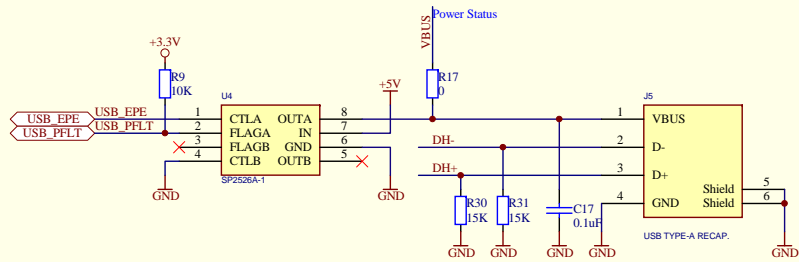 Power Status
VBUS
+3.3V
R9
10K
U4
+5V
R17
0
J5
USB_EPE
USB_EPE
1
CTLA
OUTA
8
1
VBUS
USB_PFLT
USB_PFLT
2
FLAGA
IN
7
3
FLAGB
GND
6
DH-
2
D-
4
CTLB
OUTB
5
DH+
3
D+
SP2526A-1
GND
GND
R30
15K
R31
15K
C17
0.1uF
4
GND
Shield
5
Shield
6
USB TYPE-A RECAP.
GND
GND
GND
GND
GND